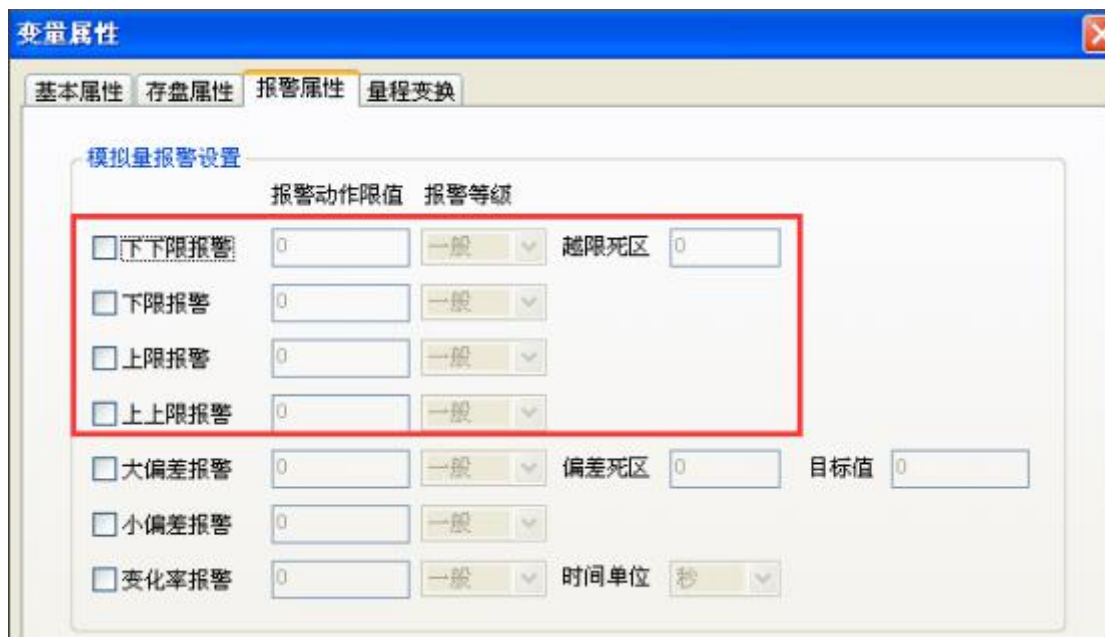 变量属性
基本属性 存盘属性 报警属性 量程变换
模拟量报警设置
报警动作限值 报警等级
下下限报警 0 一般 越限死区 0
下限报警 0 一般
上限报警 0 一般
上上限报警 0 一般
大偏差报警 0 一般 偏差死区 0 目标值 0
小偏差报警 0 一般
变化率报警 0 一般 时间单位 秒